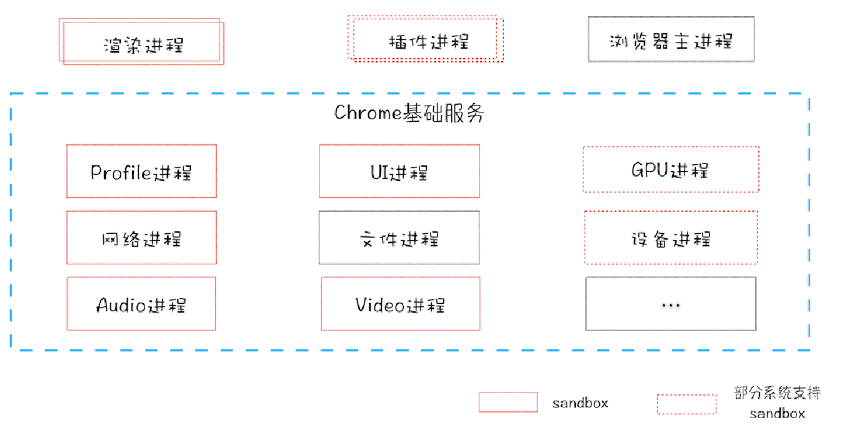 渲染进程
插件进程
浏览器主进程
Chrome基础服务
Profile进程
UI进程
GPU进程
网络进程
文件进程
设备进程
Audio进程
Video进程
...
sandbox
部分系统支持
sandbox